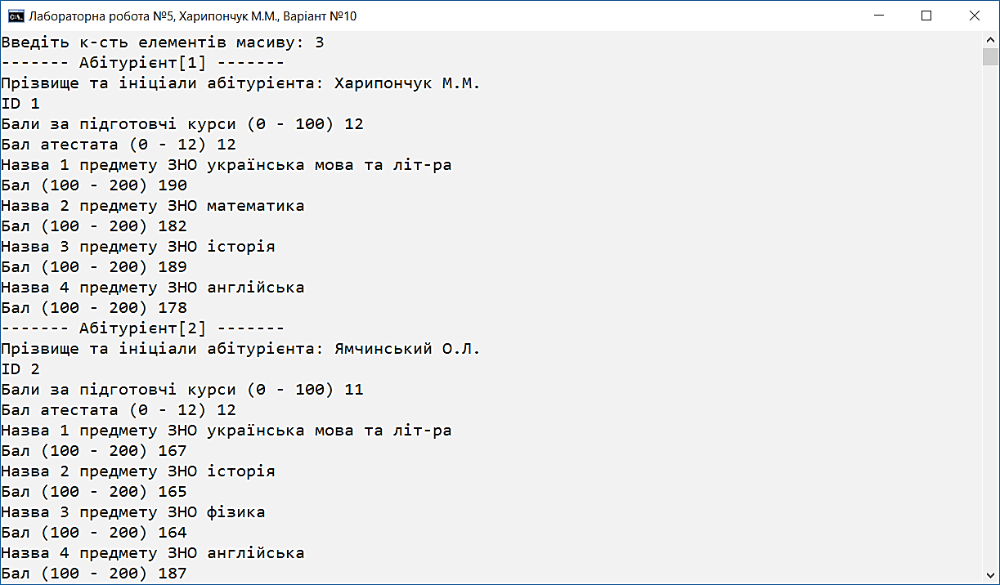 Лабораторна робота №5, Харипончук М.М., Варіант №10
Введіть к-сть елементів масиву: 3
------- Абітурієнт[1] -------
Прізвище та ініціали абітурієнта: Харипончук М.М.
ID 1
Бали за підготовчі курси (0 - 100) 12
Бал атестата (0 - 12) 12
Назва 1 предмету ЗНО українська мова та літ-ра
Бал (100 - 200) 190
Назва 2 предмету ЗНО математика
Бал (100 - 200) 182
Назва 3 предмету ЗНО історія
Бал (100 - 200) 189
Назва 4 предмету ЗНО англійська
Бал (100 - 200) 178
------- Абітурієнт[2] -------
Прізвище та ініціали абітурієнта: Ямчинський О.Л.
ID 2
Бали за підготовчі курси (0 - 100) 11
Бал атестата (0 - 12) 12
Назва 1 предмету ЗНО українська мова та літ-ра
Бал (100 - 200) 167
Назва 2 предмету ЗНО історія
Бал (100 - 200) 165
Назва 3 предмету ЗНО фізика
Бал (100 - 200) 164
Назва 4 предмету ЗНО англійська
Бал (100 - 200) 187